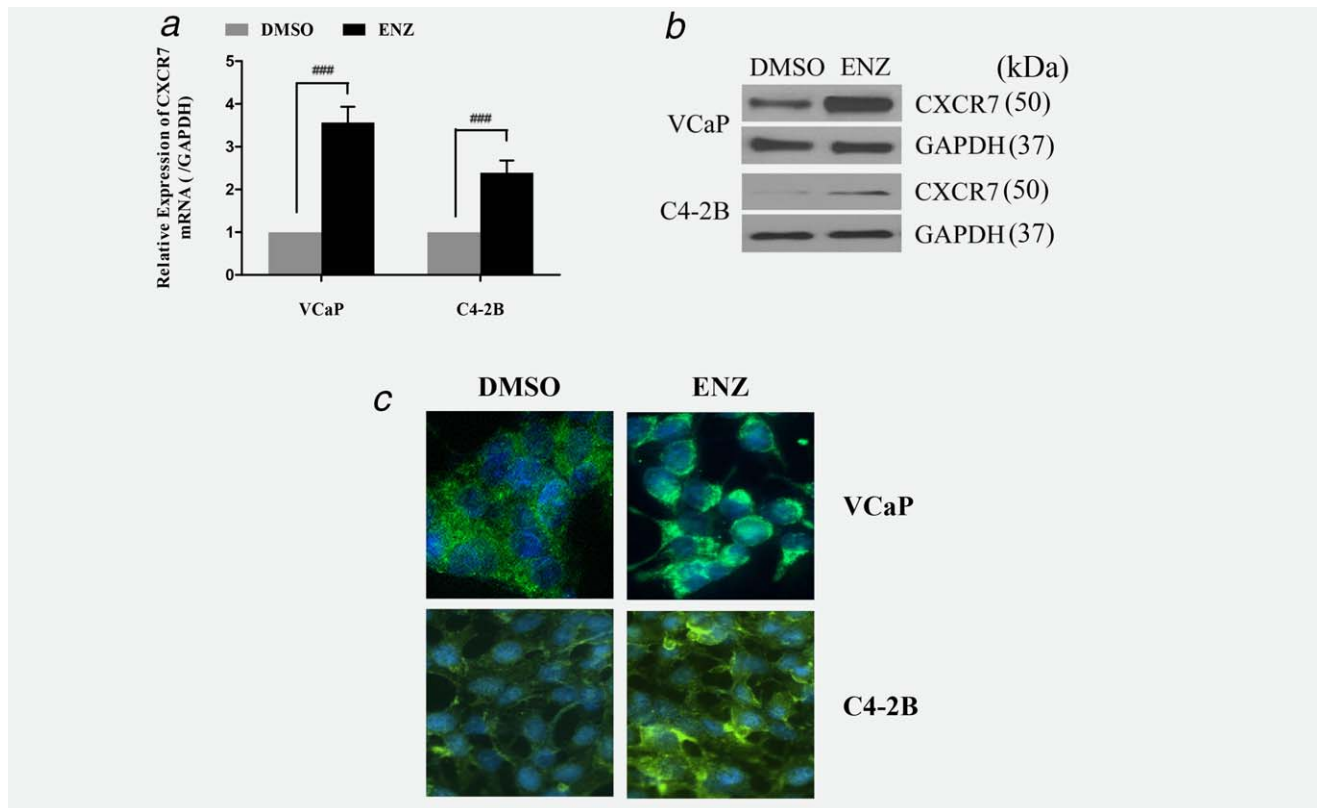 a
DMSO ENZ
Relative Expression of CXCR7
mRNA ( /GAPDH)
5
4
3
2
1
0
###
###
VCaP C4-2B
b
DMSO ENZ (kDa)
VCaP
CXCR7 (50)
GAPDH (37)
C4-2B
CXCR7 (50)
GAPDH (37)
c
DMSO ENZ
VCaP
C4-2B